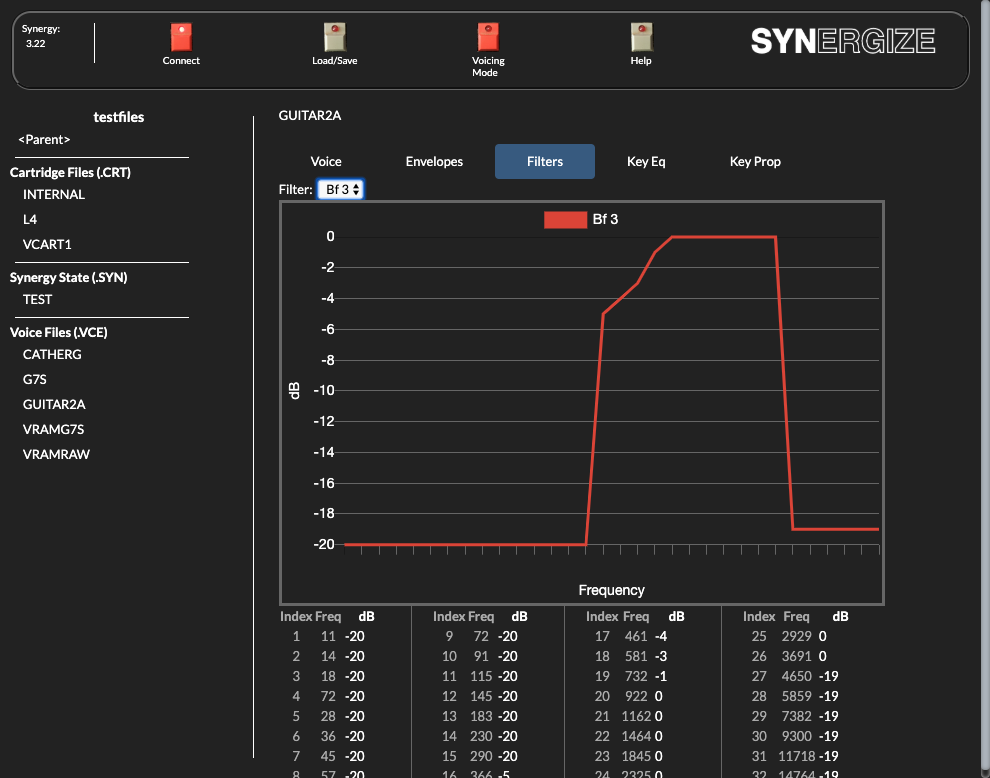 Synergy:
3.22
Connect
Load/Save
Voicing
Mode
Help
SYNERGIZE
testfiles
<Parent>
Cartridge Files (.CRT)
INTERNAL
L4
VCART1
Synergy State (.SYN)
TEST
Voice Files (.VCE)
CATHERG
G7S
GUITAR2A
VRAMG7S
VRAMRAW
GUITAR2A
Voice Envelopes Filters Key Eq Key Prop
Filter: Bf 3
Bf 3
0
-2
-4
-6
-8
-10
-12
-14
-16
-18
-20
dB
Frequency
Index Freq dB Index Freq dB Index Freq dB Index Freq dB
1 11 -20 9 72 -20 17 461 -4 25 2929 0
2 14 -20 10 91 -20 18 581 -3 26 3691 0
3 18 -20 11 115 -20 19 732 -1 27 4650 -19
4 72 -20 12 145 -20 20 922 0 28 5859 -19
5 28 -20 13 183 -20 21 1162 0 29 7382 -19
6 36 -20 14 230 -20 22 1464 0 30 9300 -19
7 45 -20 15 290 -20 23 1845 0 31 11718 -19
8 57 -20 16 366 -5 24 2325 0 32 14764 -19